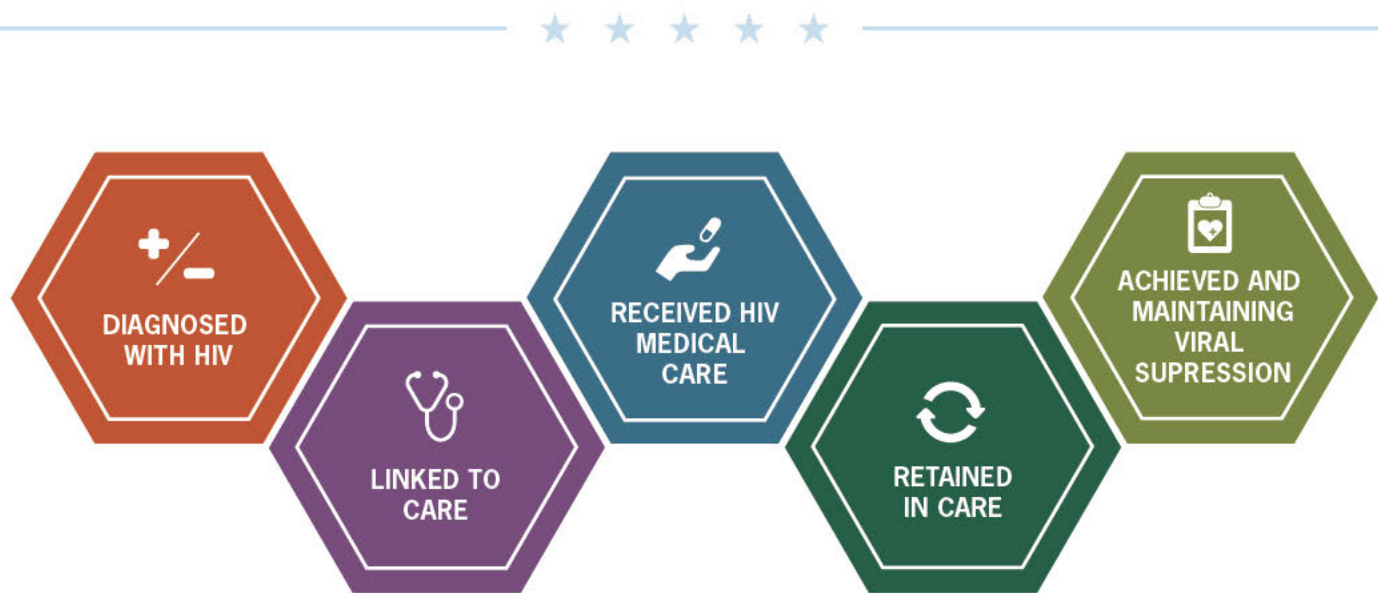 DIAGNOSED
WITH HIV
LINKED TO
CARE
RECEIVED HIV
MEDICAL
CARE
RETAINED
IN CARE
ACHIEVED AND
MAINTAINING
VIRAL
SUPRESSION